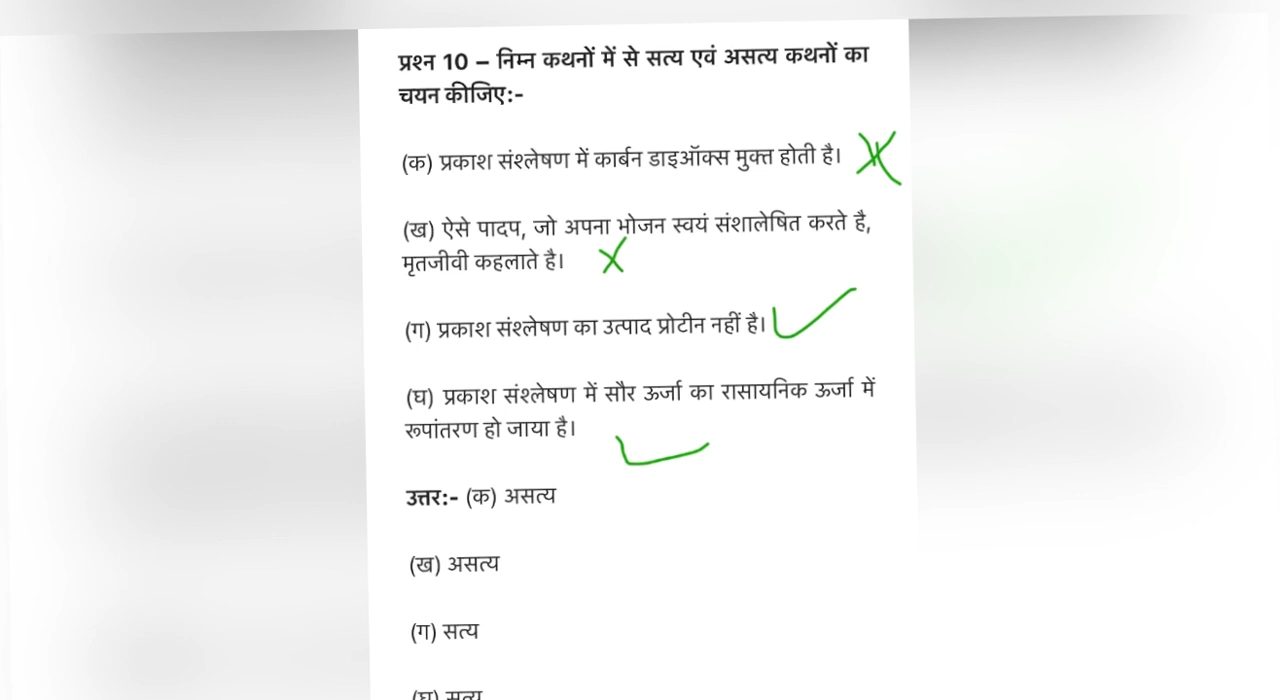 प्रश्न 10 – निम्न कथनों में से सत्य एवं असत्य कथनों का
चयन कीजिए:-
(क) प्रकाश संश्लेषण में कार्बन डाइऑक्स मुक्त होती है।
(ख) ऐसे पादप, जो अपना भोजन स्वयं संशालेषित करते है,
मृतजीवी कहलाते है।
(ग) प्रकाश संश्लेषण का उत्पाद प्रोटीन नहीं है।
(घ) प्रकाश संश्लेषण में सौर ऊर्जा का रासायनिक ऊर्जा में
रूपांतरण हो जाया है।
उत्तर:- (क) असत्य
(ख) असत्य
(ग) सत्य
(घ) सत्य